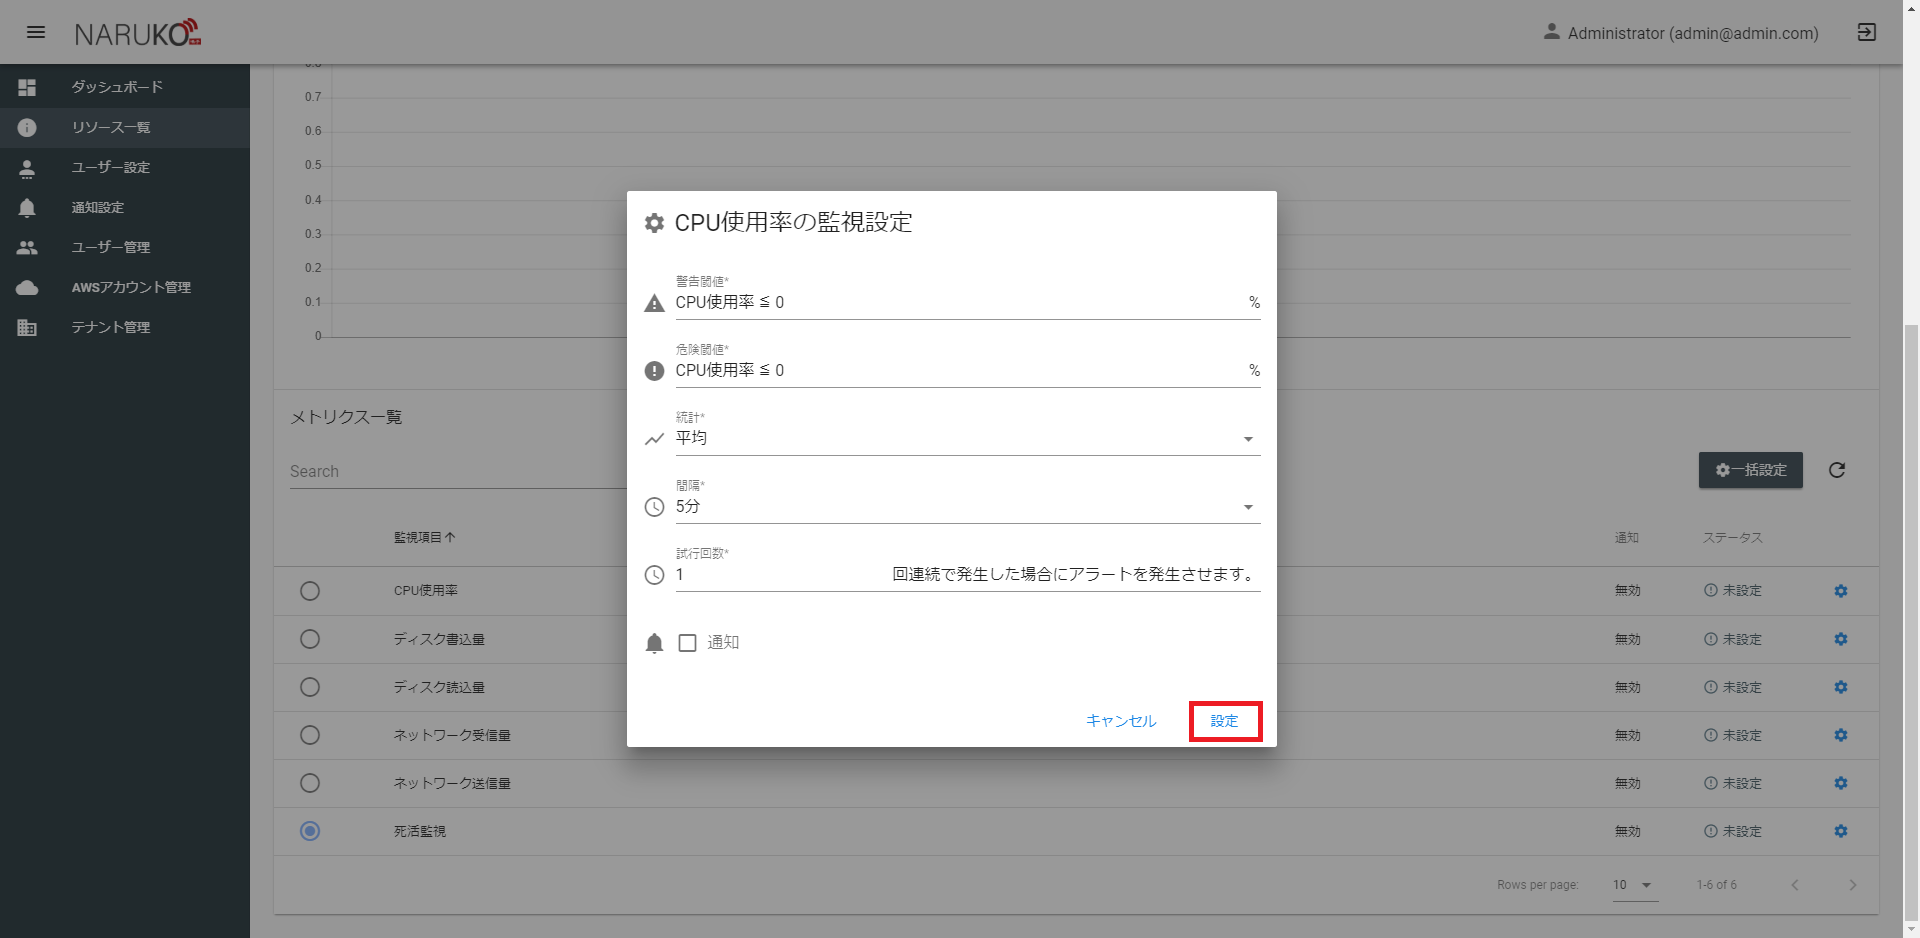 NARUKO
Administrator (admin@admin.com)
ダッシュボード
リソース一覧
ユーザー設定
通知設定
ユーザー管理
AWSアカウント管理
テナント管理
0.8
0.7
0.6
0.5
0.4
0.3
0.2
0.1
0
メトリクス一覧
Search
一括設定
監視項目
通知
ステータス
CPU使用率
無効
未設定
ディスク書込量
無効
未設定
ディスク読込量
無効
未設定
ネットワーク受信量
無効
未設定
ネットワーク送信量
無効
未設定
死活監視
無効
未設定
Rows per page:
10
1-6 of 6
CPU使用率の監視設定
警告閾値*
CPU使用率 ≦ 0 %
危険閾値*
CPU使用率 ≦ 0 %
統計*
平均
間隔*
5分
試行回数*
1 回連続で発生した場合にアラートを発生させます。
通知
キャンセル
設定